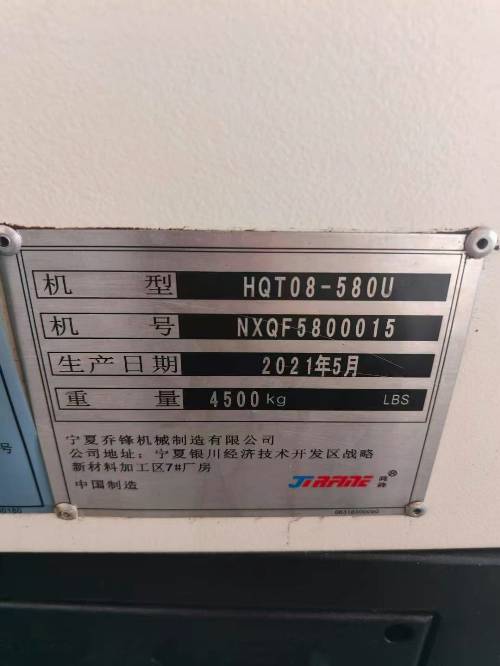 机型 HQT08-580U
机号 NXQF5800015
生产日期 2021年5月
重量 4500kg LBS
宁夏乔锋机械制造有限公司
公司地址：宁夏银川经济技术开发区战略
新材料加工区7#厂房
中国制造
JIRFINE®
号